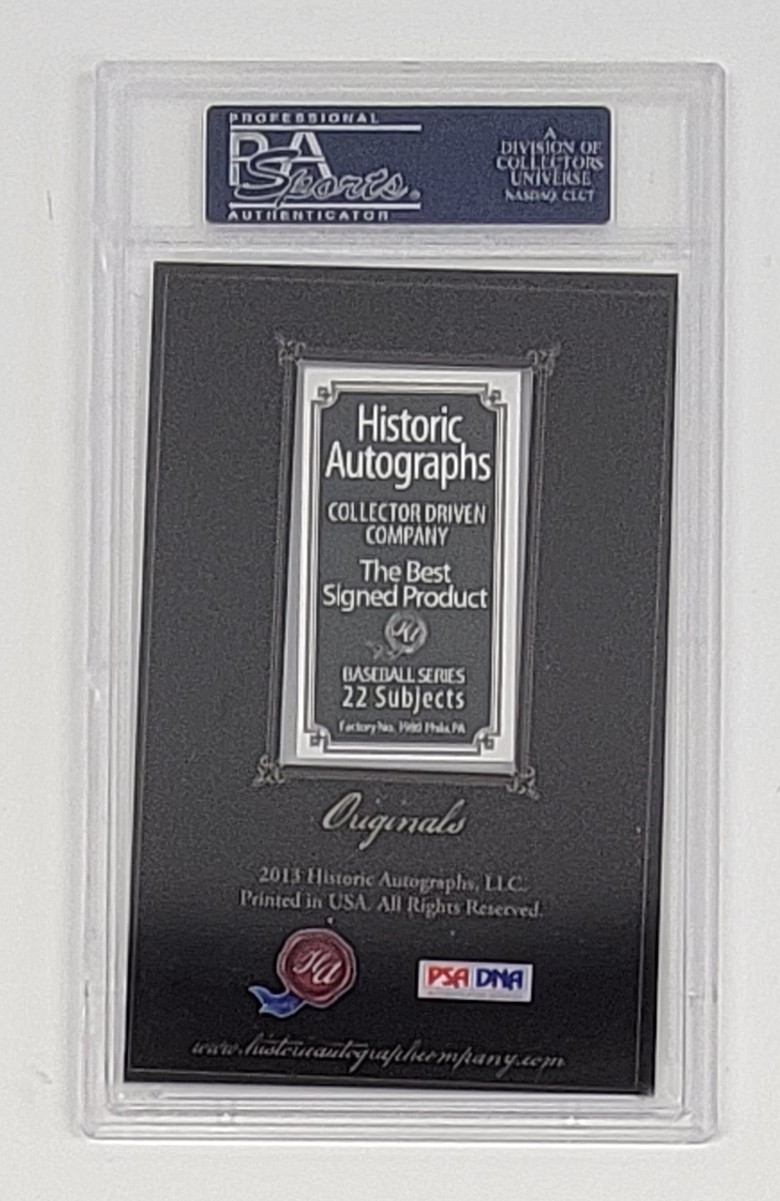 PROFESSIONAL
PSA
Sports
AUTHENTICATOR
A
DIVISION OF
COLLECTORS
UNIVERSE
NASDAQ: CLCT
Historic
Autographs
COLLECTOR DRIVEN
COMPANY
The Best
Signed Product
HA
BASEBALL SERIES
22 Subjects
Factory No. 1980 Phila, PA
Originals
2013 Historic Autographs, LLC.
Printed in USA. All Rights Reserved.
HA
PSA DNA
www.historicautographcompany.com